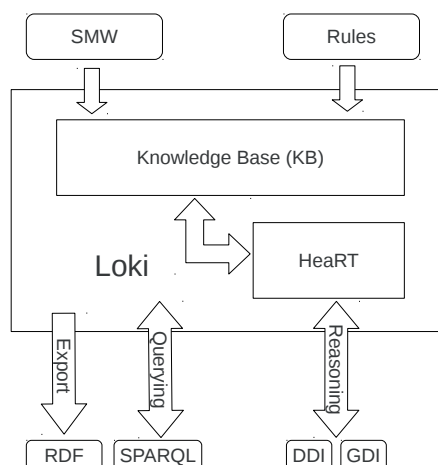 SMW
Rules
Knowledge Base (KB)
Loki
HeaRT
Export
Querying
Reasoning
RDF
SPARQL
DDI
GDI